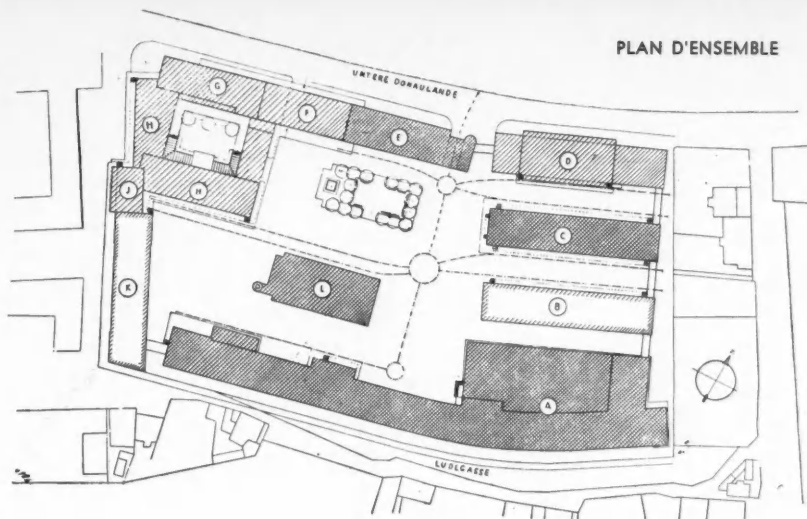 PLAN D'ENSEMBLE
UNTERE DONAULANDE
G
F
E
M
D
J
H
C
K
L
B
A
LUDLGASSE